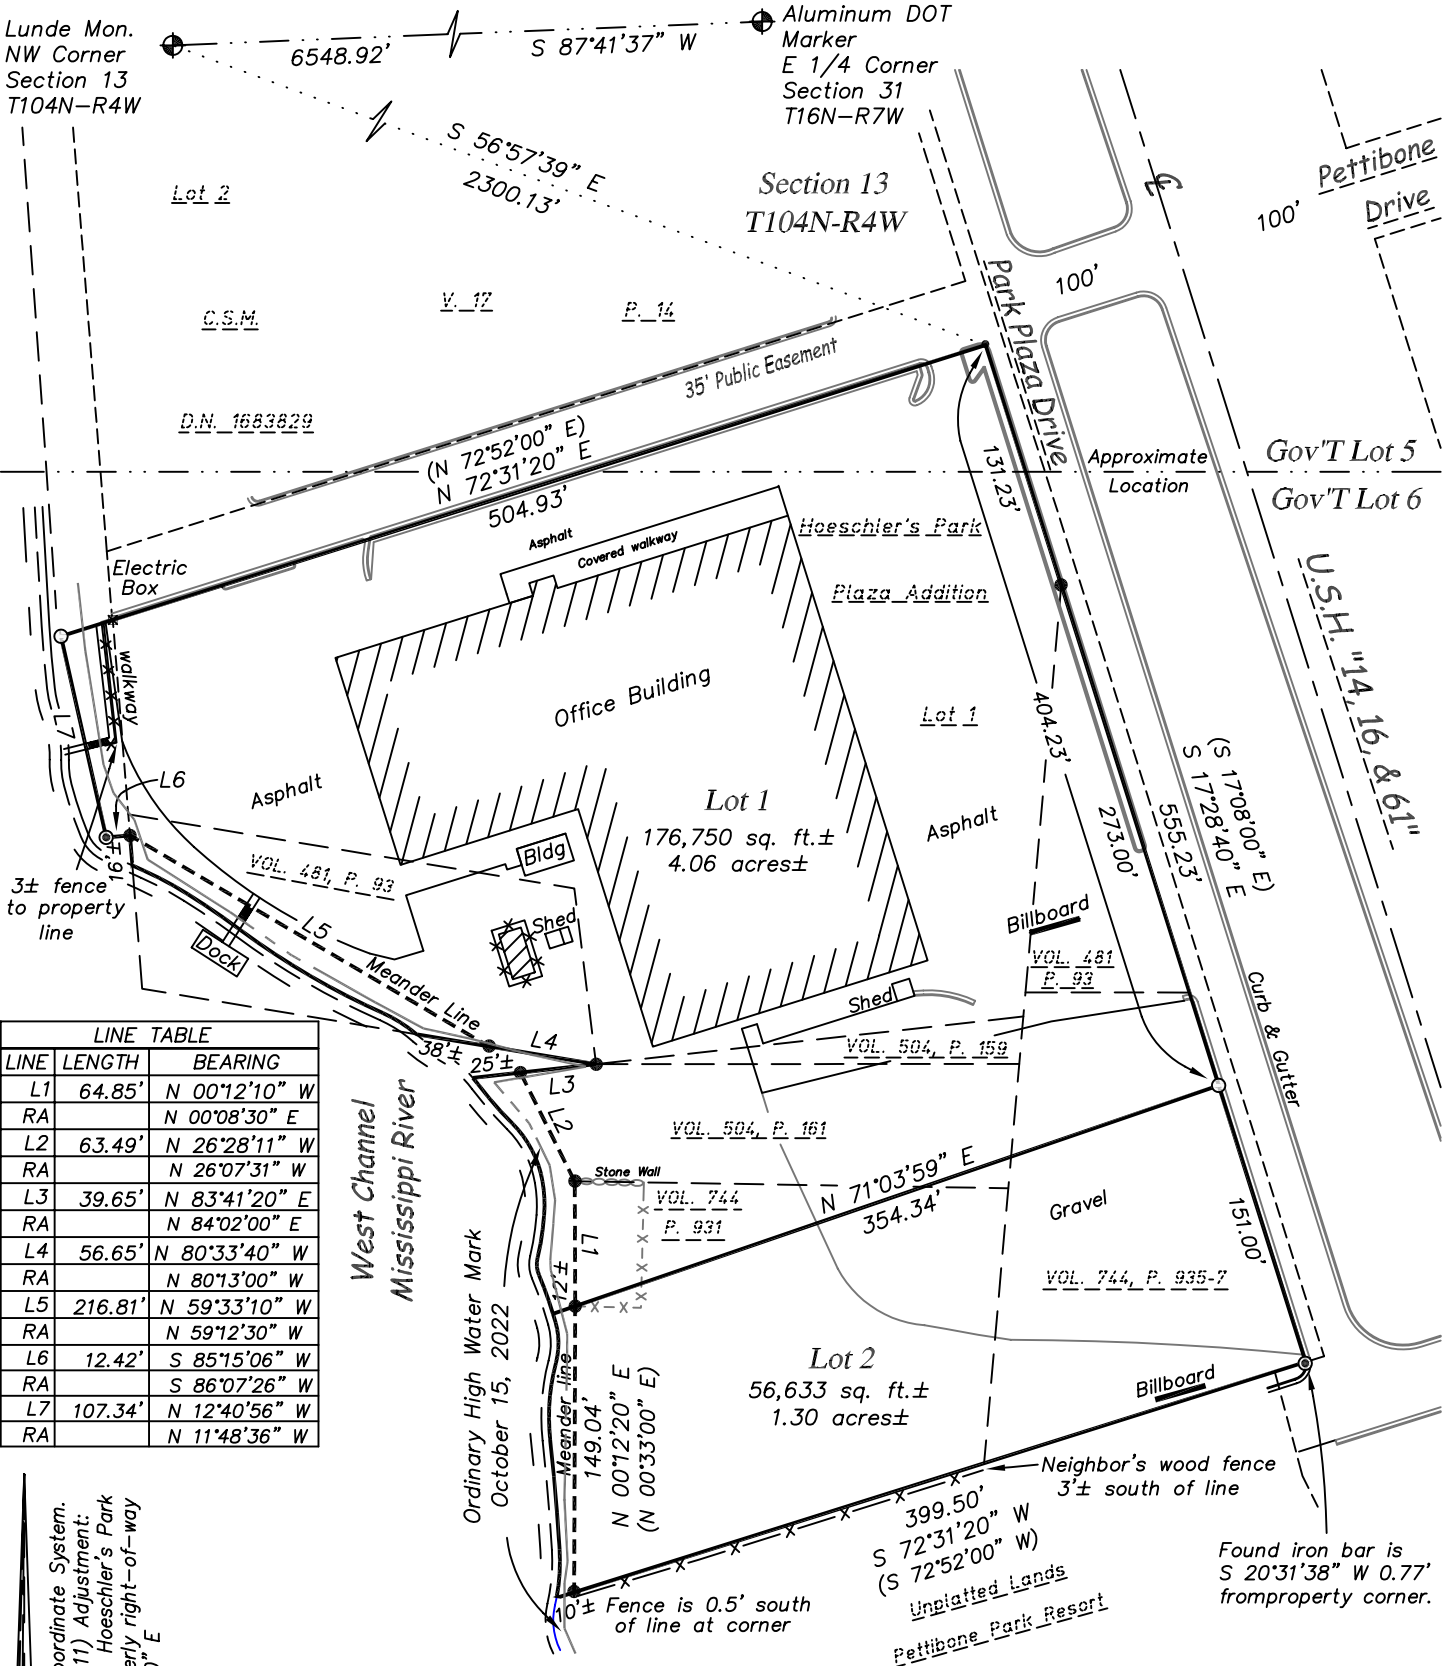 Lunde Mon.
NW Corner
Section 13
T104N-R4W
6548.92'
S 87°41'37" W
Aluminum DOT
Marker
E 1/4 Corner
Section 31
T16N-R7W
S 56°57'39" E
2300.13'
Section 13
T104N-R4W
Pettibone
Drive
100'
100'
Lot 2
C.S.M.
V. 17
P. 14
D.N. 1683829
35' Public Easement
Park Plaza Drive
(N 72°52'00" E)
N 72°31'20" E
504.93'
131.23'
Approximate
Location
Gov'T Lot 5
Gov'T Lot 6
Electric
Box
Asphalt
Covered walkway
Hoeschler's Park
Plaza Addition
Lot 1
U.S.H. "14, 16, & 61"
walkway
L7
L6
Office Building
Asphalt
Lot 1
176,750 sq. ft.±
4.06 acres±
Asphalt
404.23'
273.00'
555.23'
(S 17°08'00" E)
S 17°28'40" E
16'±
3± fence
to property
line
VOL. 481, P. 93
Bldg
Shed
L5
Dock
Meander Line
Billboard
VOL. 481
P. 93
Shed
Curb & Gutter
38'±
25'±
L4
L3
L2
VOL. 504, P. 159
VOL. 504, P. 161
LINE TABLE
LINE LENGTH BEARING
L1 64.85' N 00°12'10" W
RA N 00°08'30" E
L2 63.49' N 26°28'11" W
RA N 26°07'31" W
L3 39.65' N 83°41'20" E
RA N 84°02'00" E
L4 56.65' N 80°33'40" W
RA N 80°13'00" W
L5 216.81' N 59°33'10" W
RA N 59°12'30" W
L6 12.42' S 85°15'06" W
RA S 86°07'26" W
L7 107.34' N 12°40'56" W
RA N 11°48'36" W
West Channel
Mississippi River
Stone Wall
VOL. 744
P. 931
L1
12'±
N 71°03'59" E
354.34'
Gravel
151.00'
VOL. 744, P. 935-7
Ordinary High Water Mark
October 15, 2022
Meander line
149.04'
N 00°12'20" E
(N 00°33'00" E)
Lot 2
56,633 sq. ft.±
1.30 acres±
Billboard
Neighbor's wood fence
3'± south of line
399.50'
S 72°31'20" W
(S 72°52'00" W)
Unplatted Lands
Pettibone Park Resort
10'±
Fence is 0.5' south
of line at corner
Found iron bar is
S 20°31'38" W 0.77'
fromproperty corner.
oordinate System.
11) Adjustment:
Hoeschler's Park
erly right-of-way
0" E